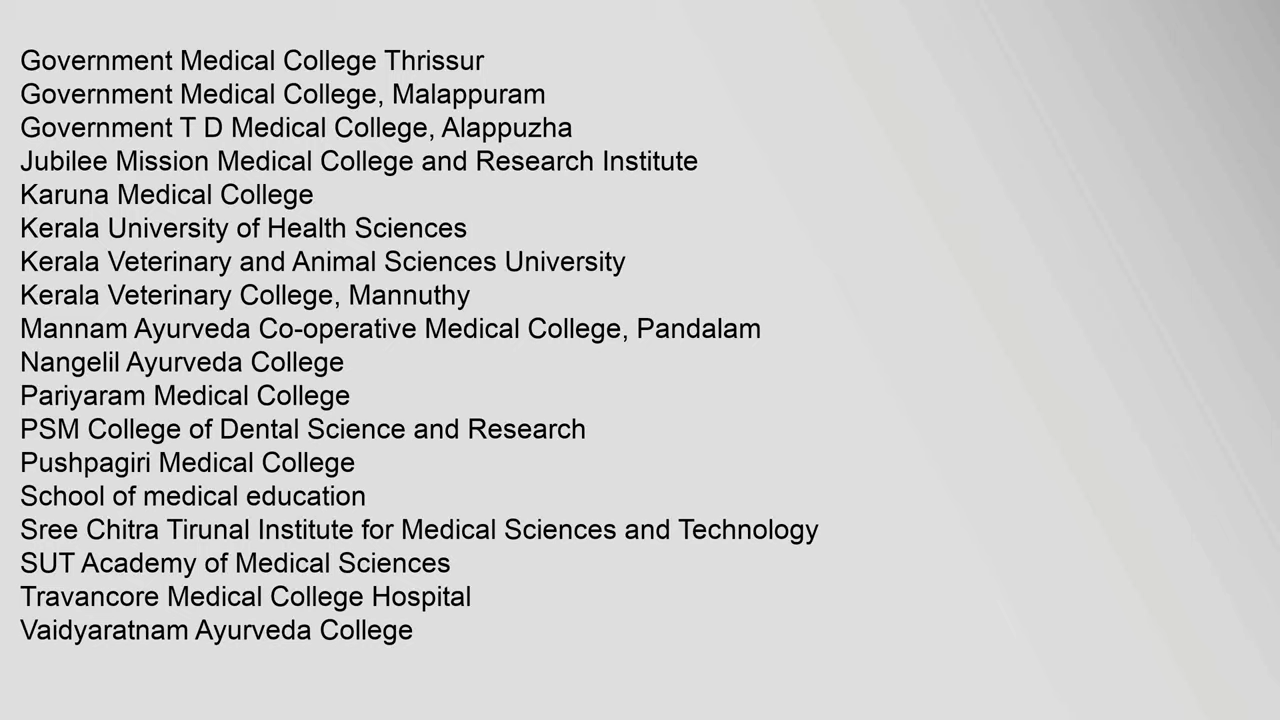 Government Medical College Thrissur
Government Medical College, Malappuram
Government T D Medical College, Alappuzha
Jubilee Mission Medical College and Research Institute
Karuna Medical College
Kerala University of Health Sciences
Kerala Veterinary and Animal Sciences University
Kerala Veterinary College, Mannuthy
Mannam Ayurveda Co-operative Medical College, Pandalam
Nangelil Ayurveda College
Pariyaram Medical College
PSM College of Dental Science and Research
Pushpagiri Medical College
School of medical education
Sree Chitra Tirunal Institute for Medical Sciences and Technology
SUT Academy of Medical Sciences
Travancore Medical College Hospital
Vaidyaratnam Ayurveda College